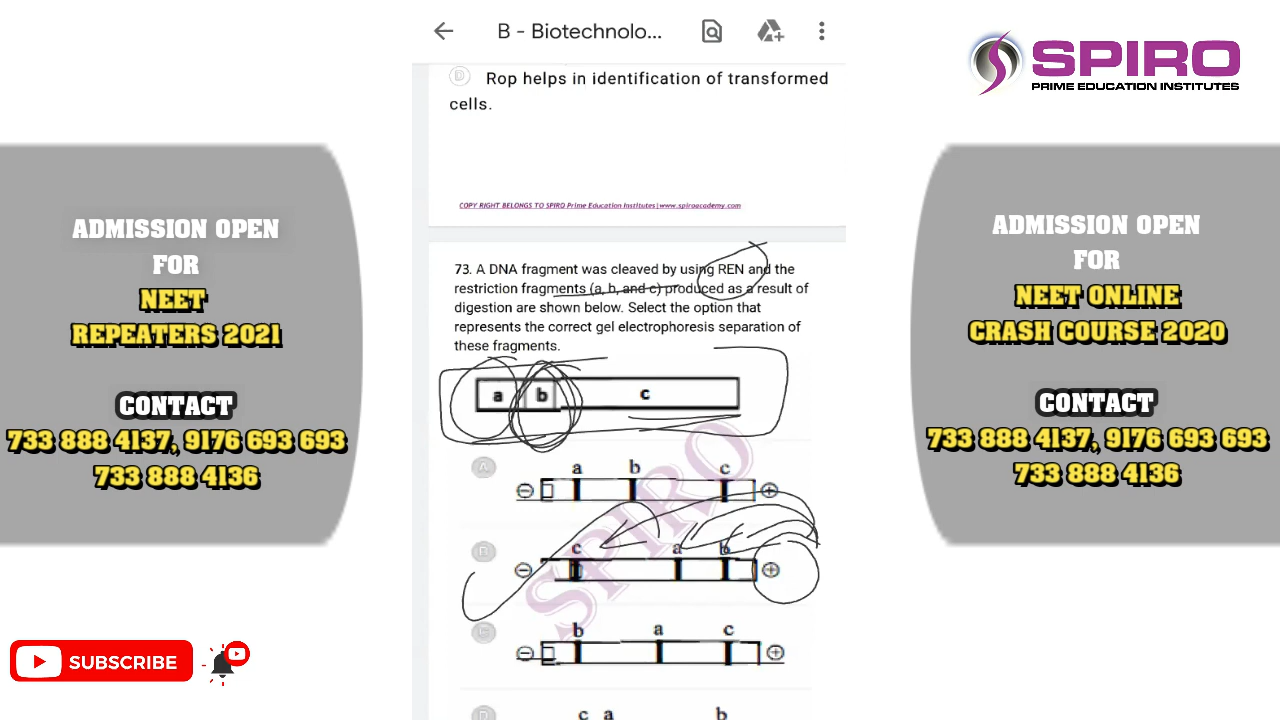 B - Biotechnolo...
SPIRO
PRIME EDUCATION INSTITUTES
D Rop helps in identification of transformed
cells.
COPY RIGHT BELONGS TO SPIRO Prime Education Institutes|www.spiroacademy.com
ADMISSION OPEN
FOR
NEET
REPEATERS 2021
CONTACT
733 888 4137, 9176 693 693
733 888 4136
73. A DNA fragment was cleaved by using REN and the
restriction fragments (a, b, and c) produced as a result of
digestion are shown below. Select the option that
represents the correct gel electrophoresis separation of
these fragments.
a b c
A
a b c
B
c a b
C
b a c
D
c a b
SPIRO
ADMISSION OPEN
FOR
NEET ONLINE
CRASH COURSE 2020
CONTACT
733 888 4137, 9176 693 693
733 888 4136
SUBSCRIBE